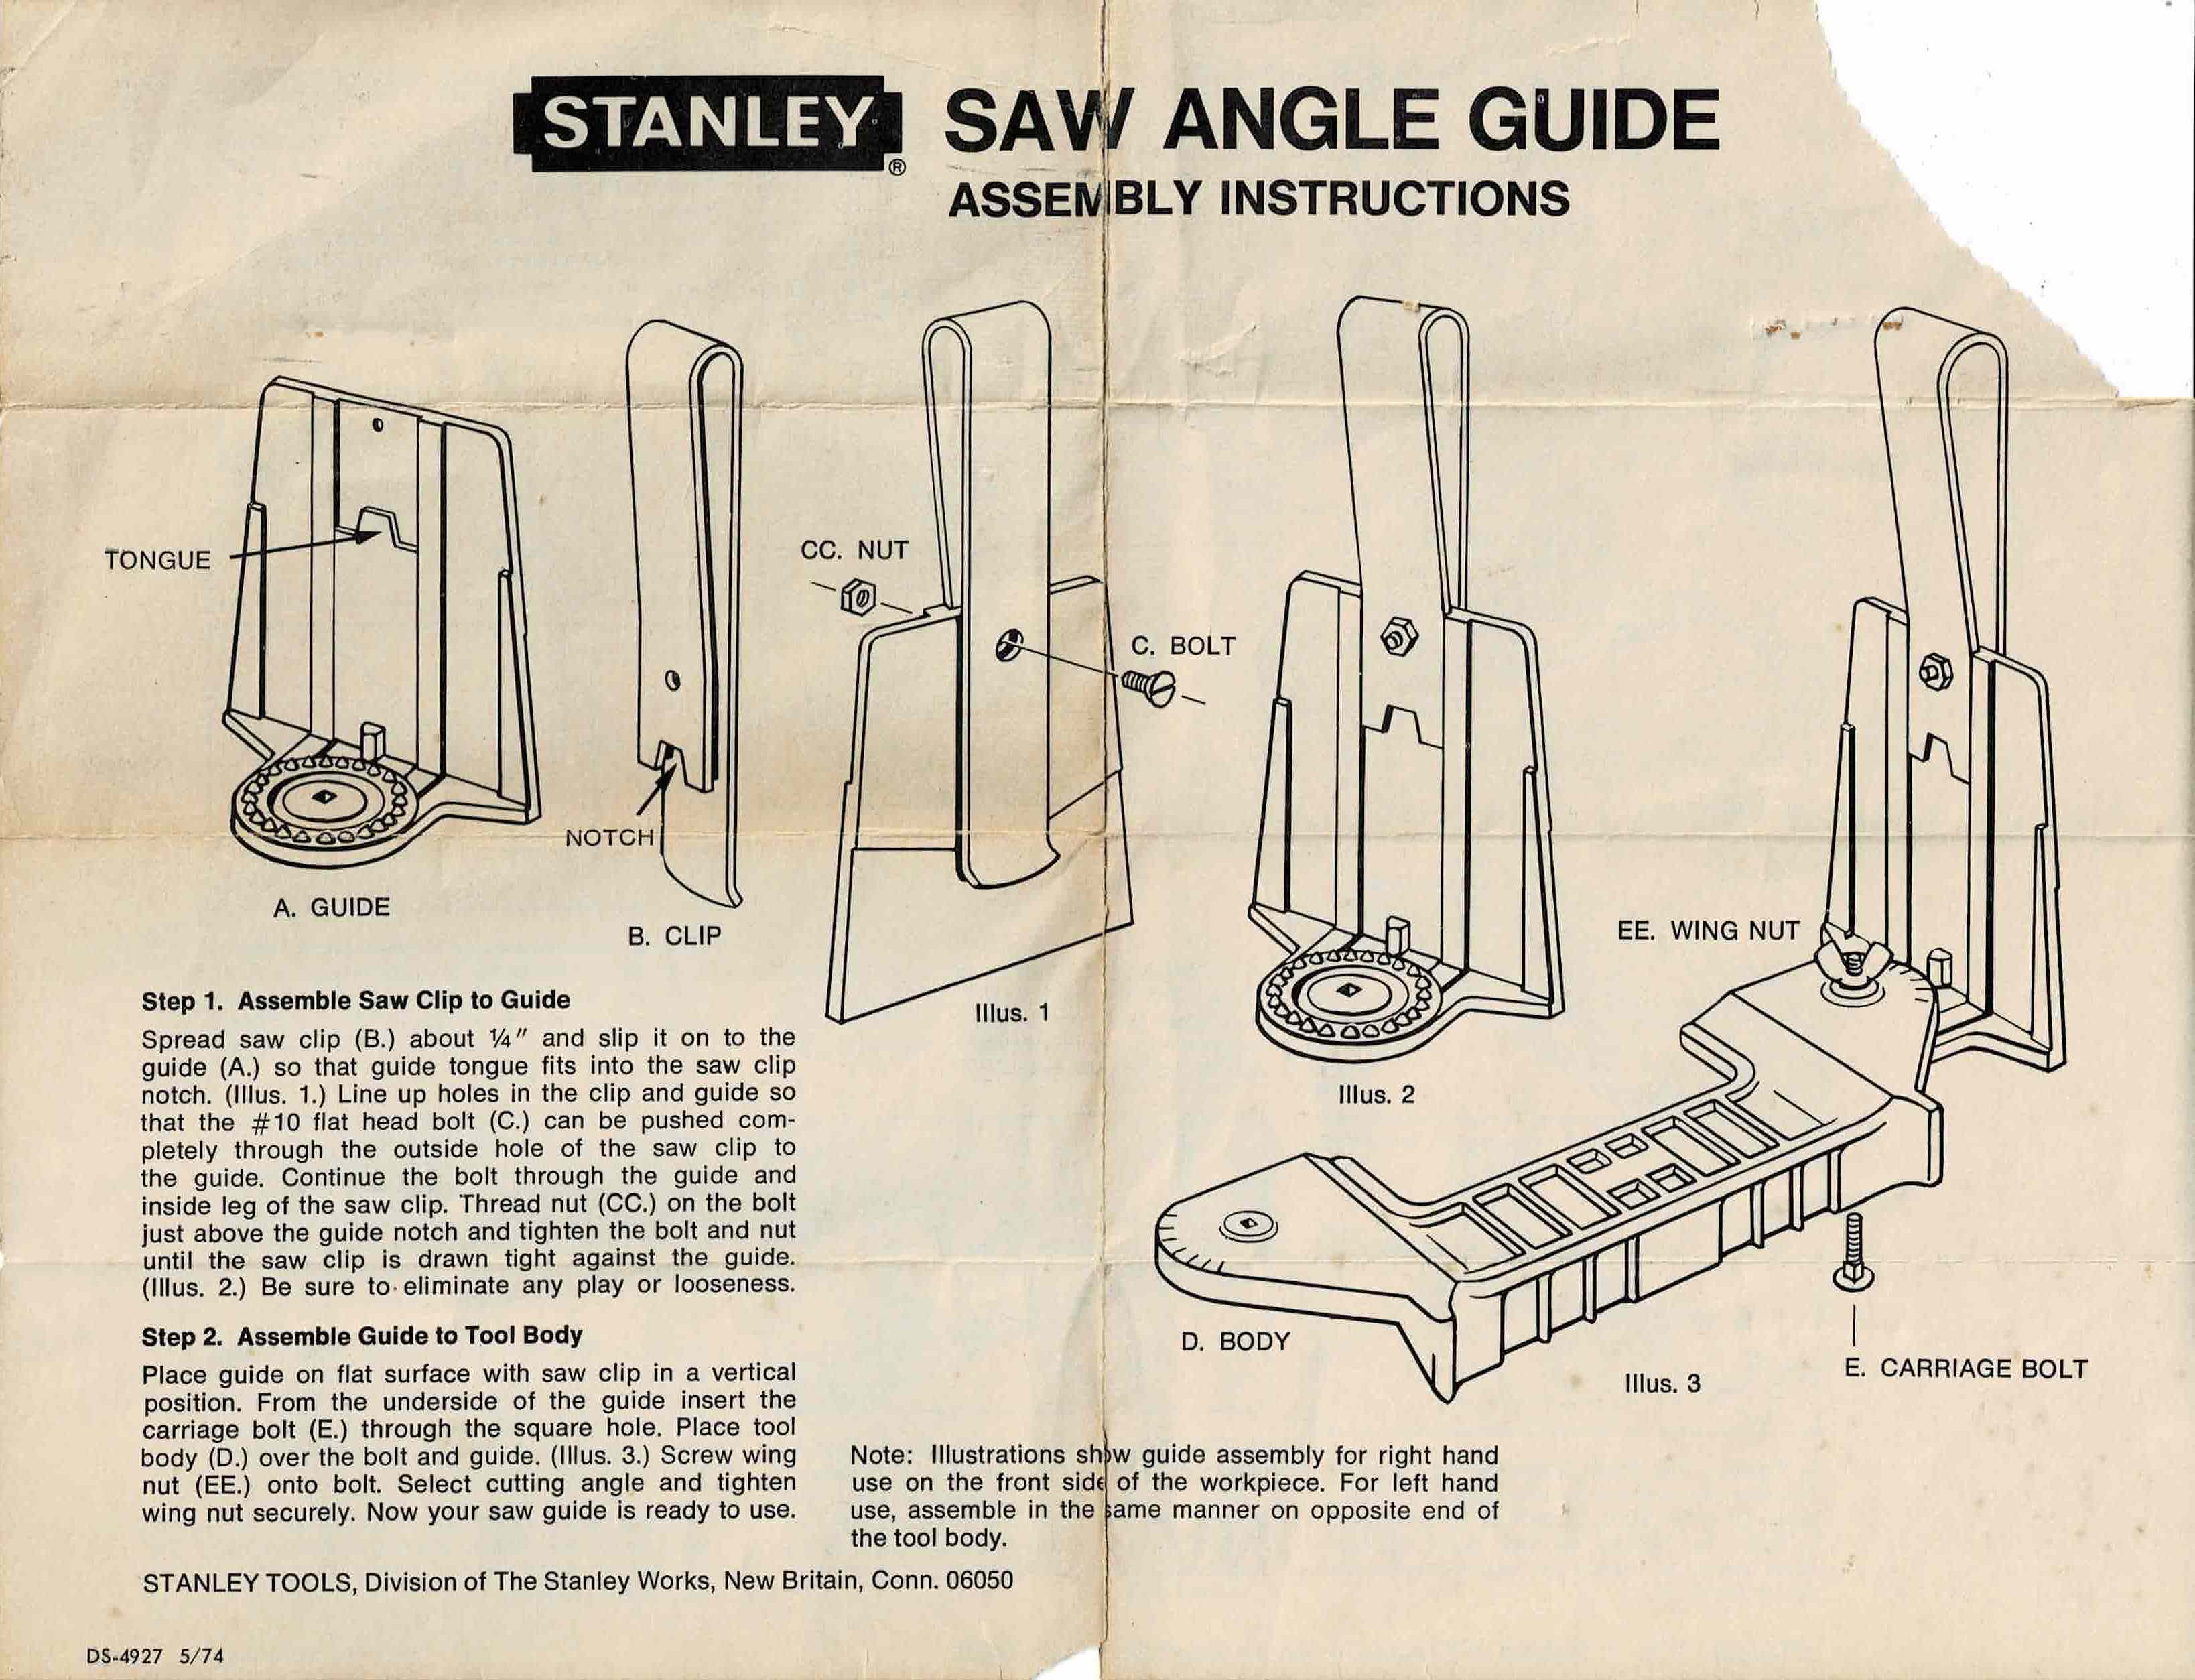 STANLEY®
SAW ANGLE GUIDE
ASSEMBLY INSTRUCTIONS
TONGUE
CC. NUT
C. BOLT
NOTCH
A. GUIDE
B. CLIP
EE. WING NUT
Illus. 1
Illus. 2
D. BODY
Illus. 3
E. CARRIAGE BOLT
Step 1. Assemble Saw Clip to Guide
Spread saw clip (B.) about ¼" and slip it on to the
guide (A.) so that guide tongue fits into the saw clip
notch. (Illus. 1.) Line up holes in the clip and guide so
that the #10 flat head bolt (C.) can be pushed com-
pletely through the outside hole of the saw clip to
the guide. Continue the bolt through the guide and
inside leg of the saw clip. Thread nut (CC.) on the bolt
just above the guide notch and tighten the bolt and nut
until the saw clip is drawn tight against the guide.
(Illus. 2.) Be sure to eliminate any play or looseness.
Step 2. Assemble Guide to Tool Body
Place guide on flat surface with saw clip in a vertical
position. From the underside of the guide insert the
carriage bolt (E.) through the square hole. Place tool
body (D.) over the bolt and guide. (Illus. 3.) Screw wing
nut (EE.) onto bolt. Select cutting angle and tighten
wing nut securely. Now your saw guide is ready to use.
Note: Illustrations show guide assembly for right hand
use on the front side of the workpiece. For left hand
use, assemble in the same manner on opposite end of
the tool body.
STANLEY TOOLS, Division of The Stanley Works, New Britain, Conn. 06050
DS-4927 5/74